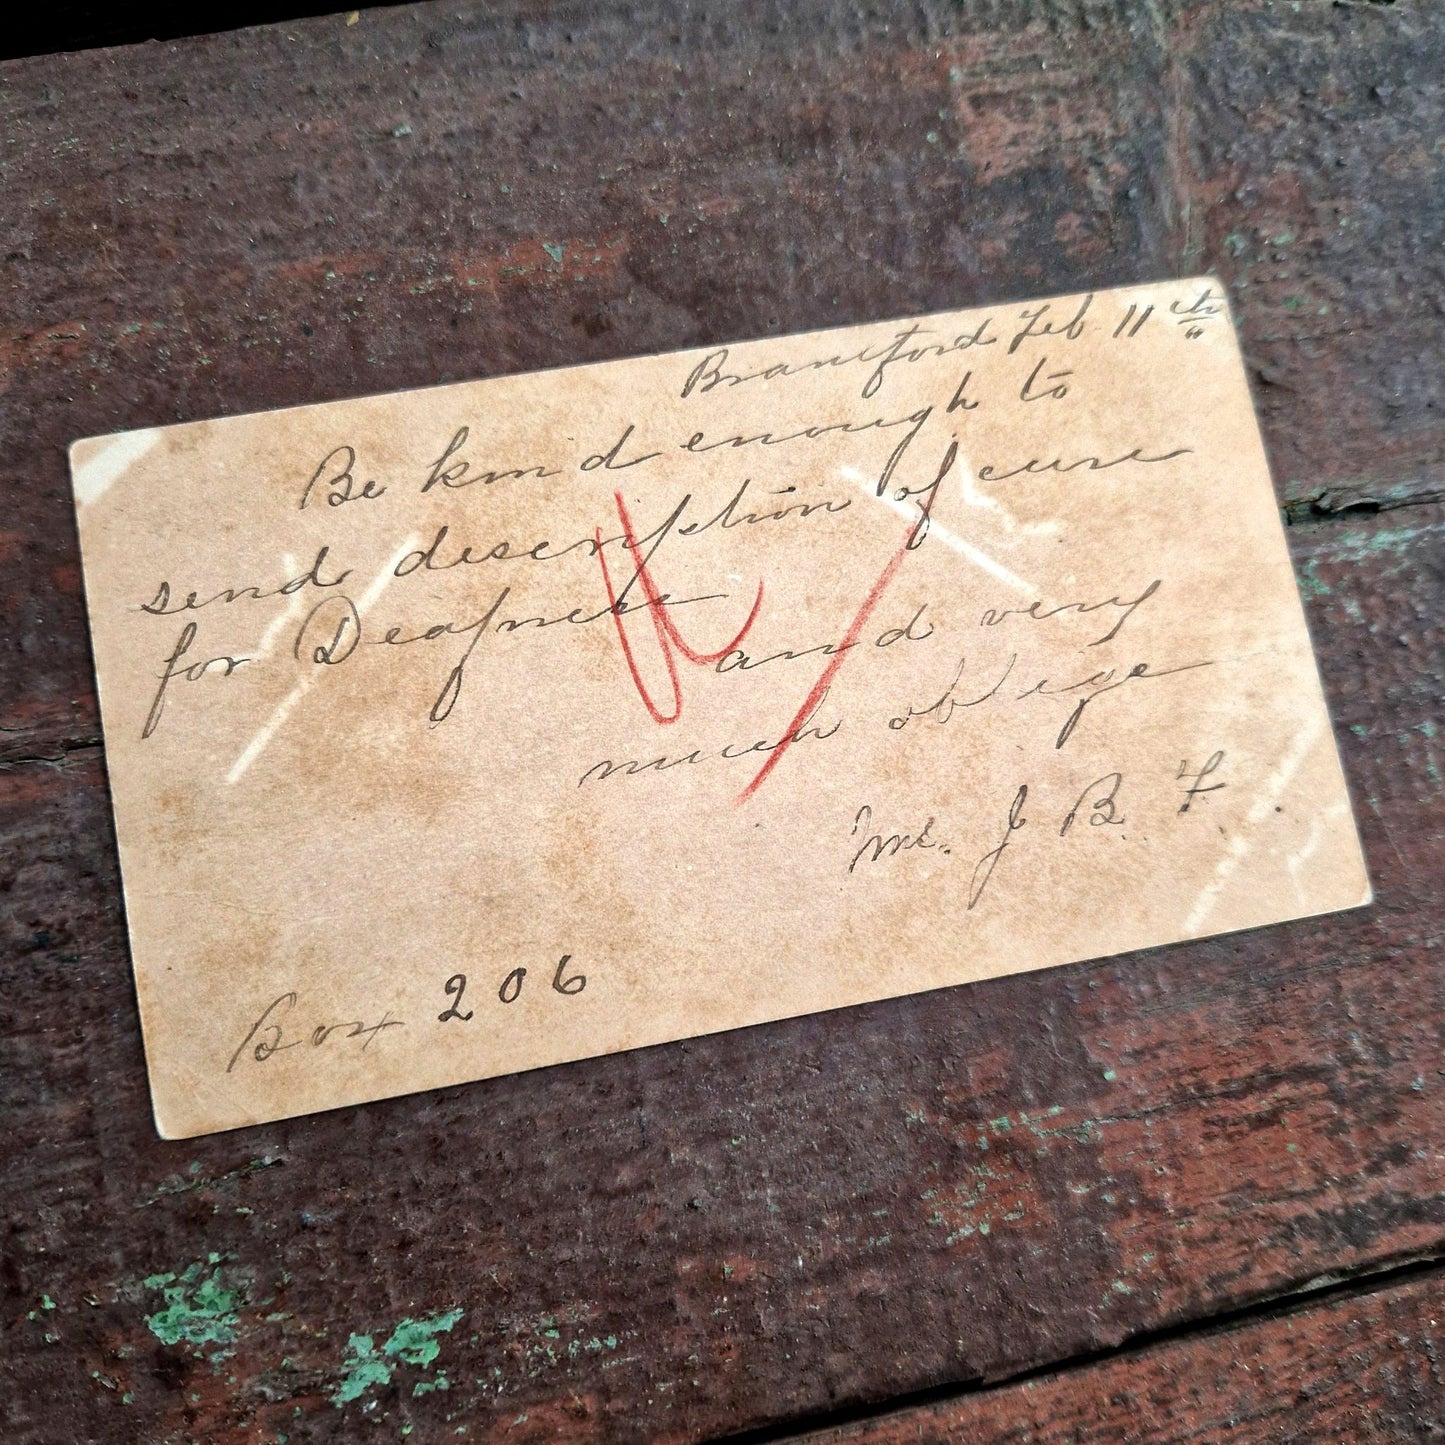 Brantford Feb. 11th
Be kind enough to
send description of cure
for Deafness and very
much oblige
J B F
Box 206